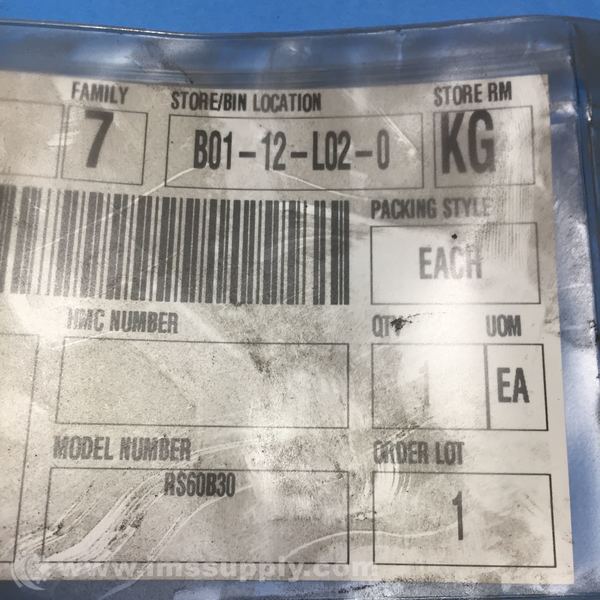 FAMILY STORE/BIN LOCATION STORE RM
7 B01-12-L02-0 KG
PACKING STYLE
EACH
HMC NUMBER QTY UOM
1 EA
MODEL NUMBER ORDER LOT
RS60B30
1
www.imssupply.com